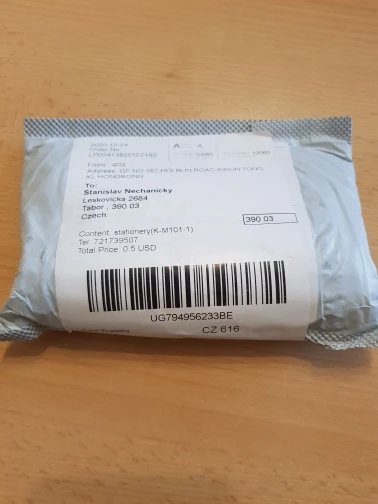 2020-10-24
Order No
From: 4PX
Address: GF NO 162 HOI BUN ROAD KWUN TONG
KL HONGKONG
To:
Stanislav Nechanicky
Leskovicka 2684
Tabor , 390 03
Czech
390 03
Content: stationery(K-M101-1)
Tel: 721739507
Total Price: 0.5 USD
UG794956233BE
CZ 616